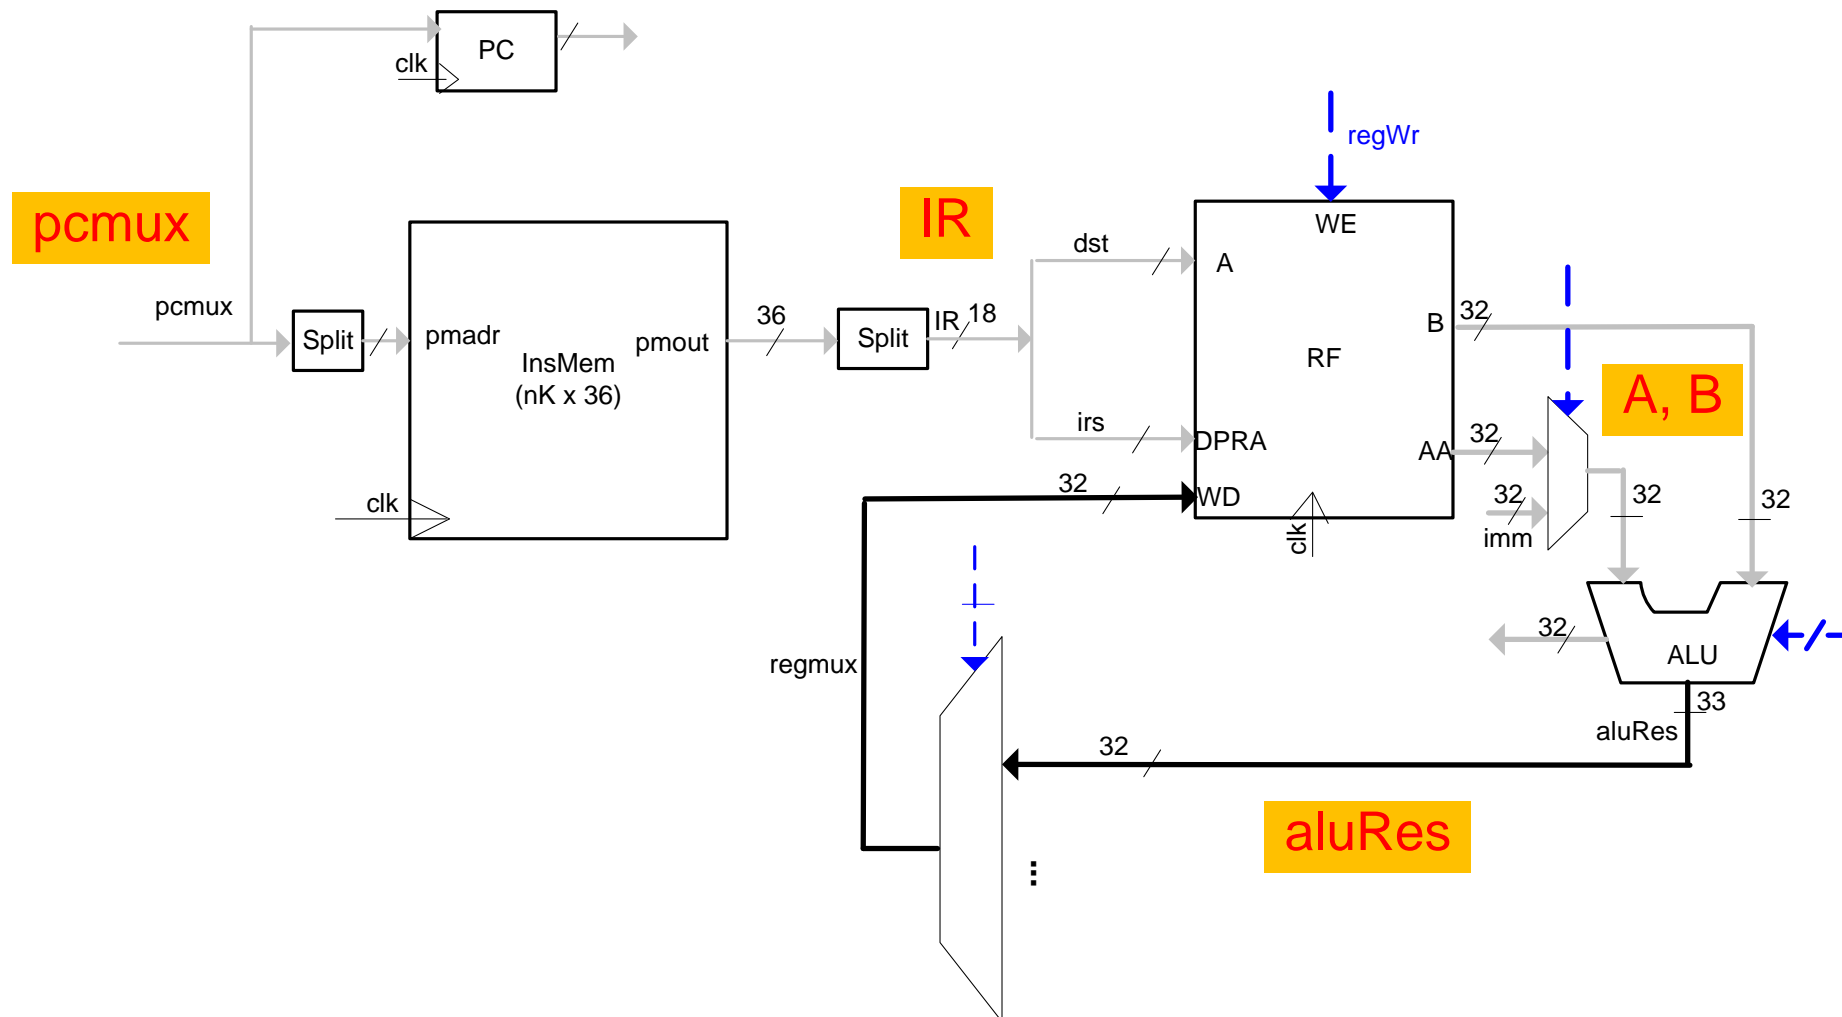 PC
clk
regWr
pcmux
IR
WE
dst
A
pcmux
36
IR
18
B
32
Split
pmadr
pmout
Split
InsMem
(nK x 36)
RF
A, B
irs
DPRA
AA
32
32
WD
clk
32
32
32
imm
clk
32
ALU
regmux
33
aluRes
32
aluRes
...